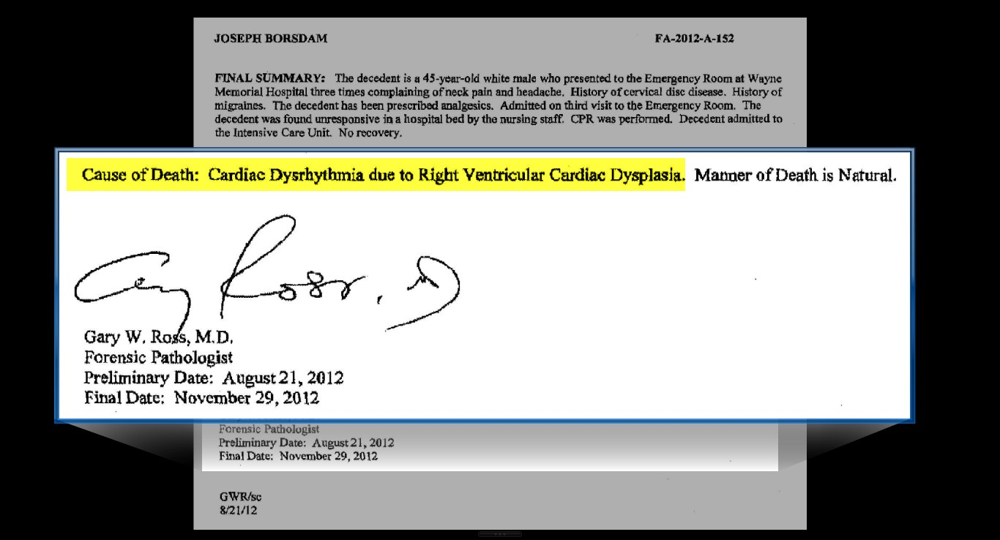 JOSEPH BORSDAM FA-2012-A-152
FINAL SUMMARY: The decedent is a 45-year-old white male who presented to the Emergency Room at Wayne
Memorial Hospital three times complaining of neck pain and headache. History of cervical disc disease. History of
migraines. The decedent has been prescribed analgesics. Admitted on third visit to the Emergency Room. The
decedent was found unresponsive in a hospital bed by the nursing staff. CPR was performed. Decedent admitted to
the Intensive Care Unit. No recovery.
Cause of Death: Cardiac Dysrhythmia due to Right Ventricular Cardiac Dysplasia. Manner of Death is Natural.
Gary Ross, MD
Gary W. Ross, M.D.
Forensic Pathologist
Preliminary Date: August 21, 2012
Final Date: November 29, 2012
Forensic Pathologist
Preliminary Date: August 21, 2012
Final Date: November 29, 2012
GWR/sc
8/21/12